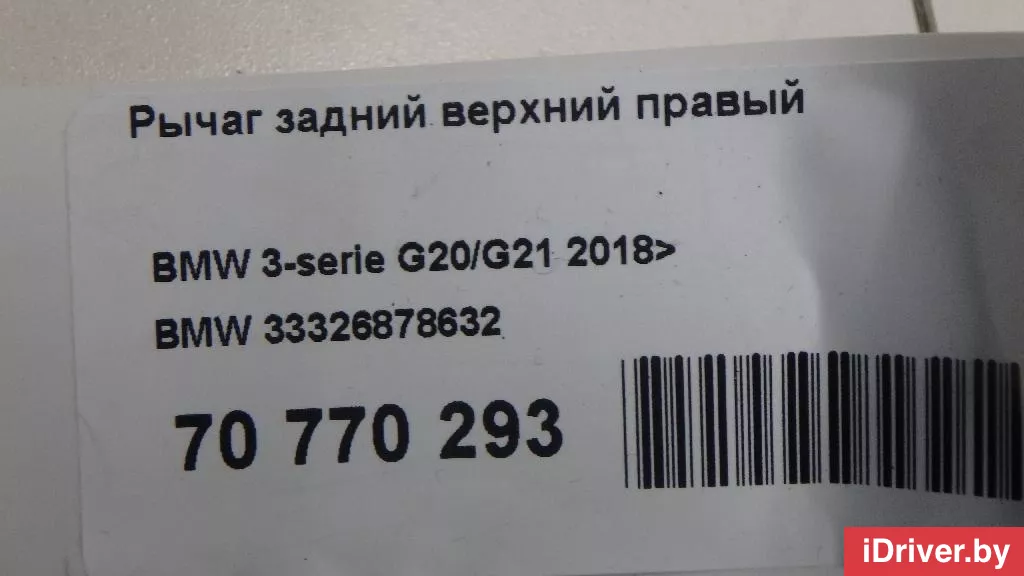 Рычаг задний верхний правый
BMW 3-serie G20/G21 2018>
BMW 33326878632
70 770 293
iDriver.by